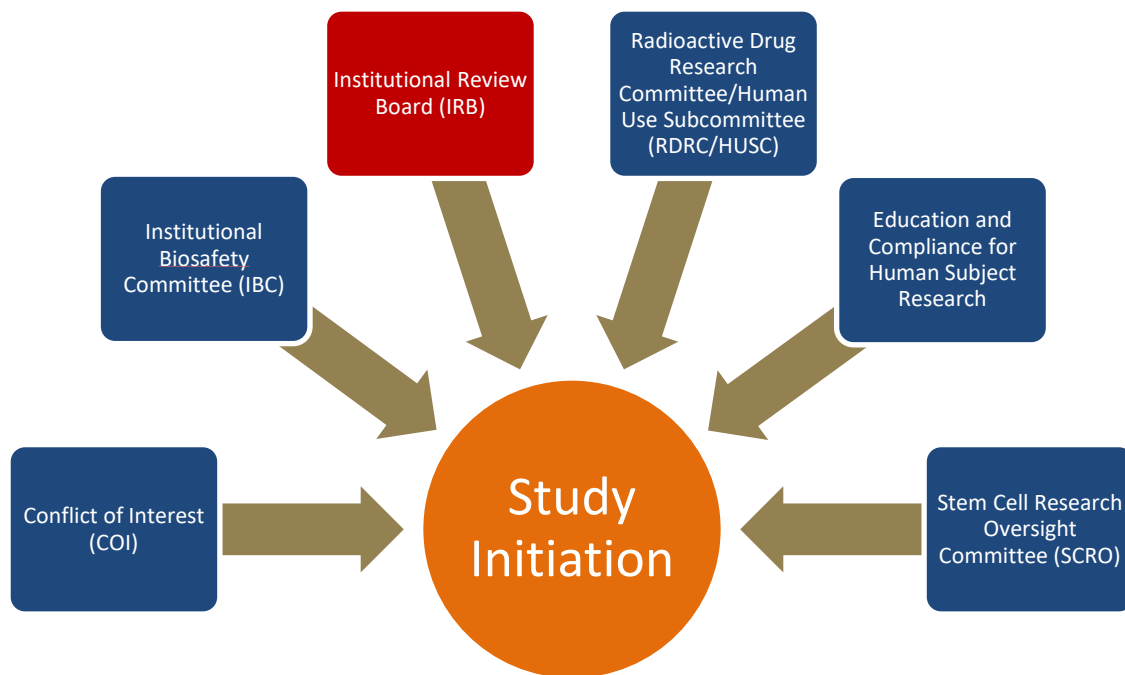 Institutional Review
Board (IRB)
Radioactive Drug
Research
Committee/Human
Use Subcommittee
(RDRC/HUSC)
Institutional
Biosafety
Committee (IBC)
Education and
Compliance for
Human Subject
Research
Conflict of Interest
(COI)
Study
Initiation
Stem Cell Research
Oversight
Committee (SCRO)